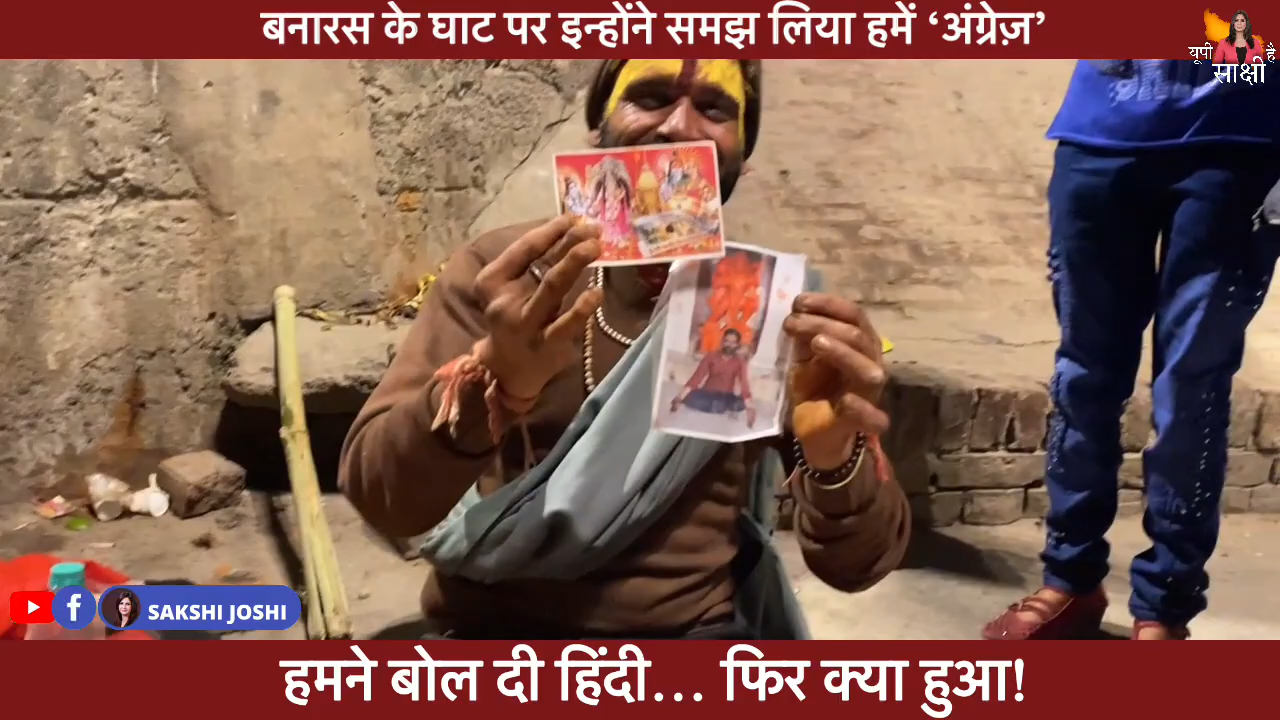 बनारस के घाट पर इन्होंने समझ लिया हमें ‘अंग्रेज़’
यूपी है
साक्षी
SAKSHI JOSHI
हमने बोल दी हिंदी... फिर क्या हुआ!